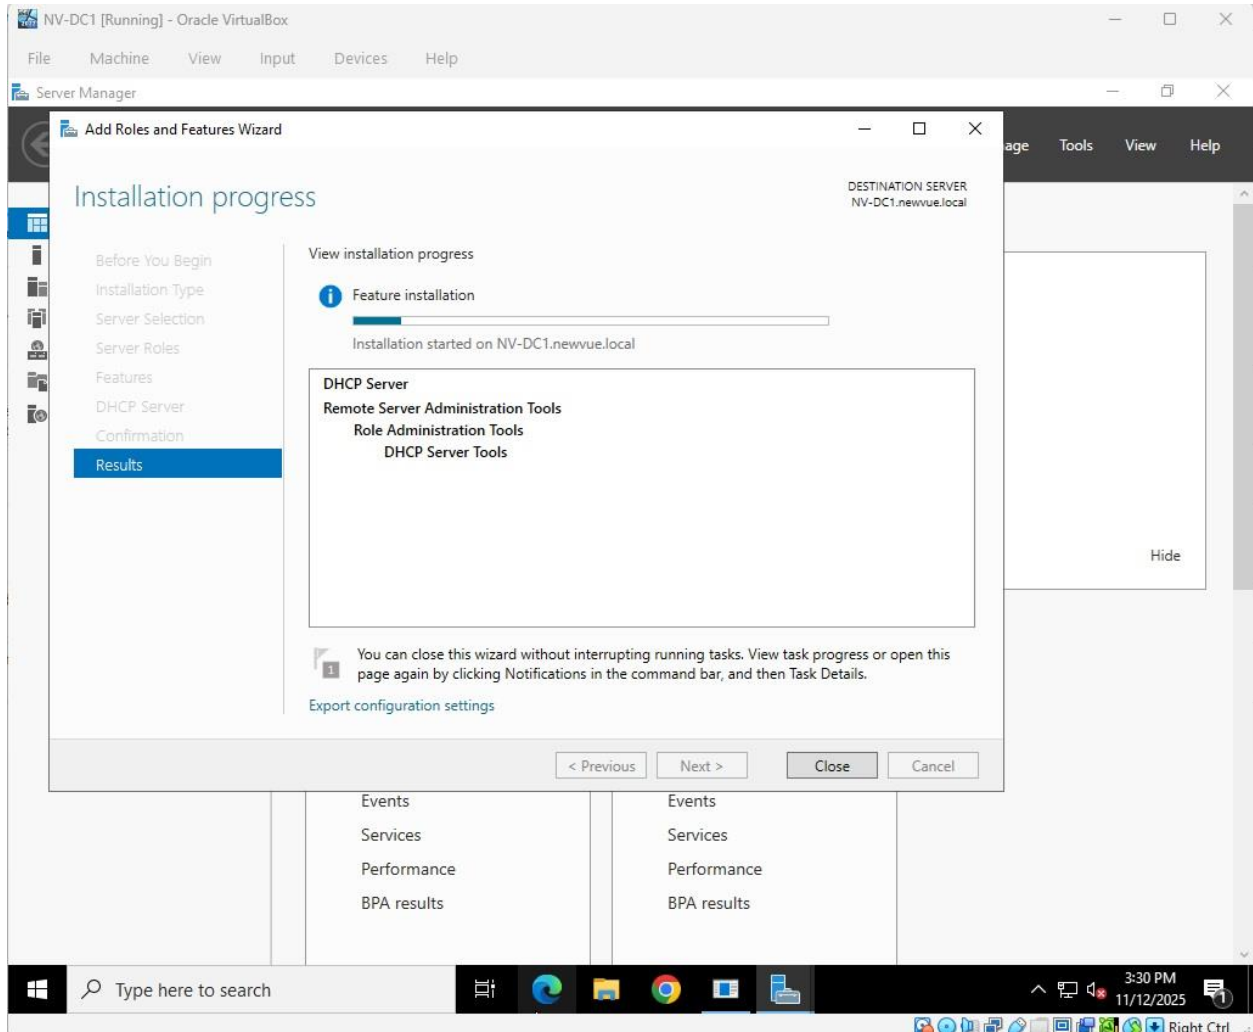 NV-DC1 [Running] - Oracle VirtualBox
File Machine View Input Devices Help
Server Manager
Add Roles and Features Wizard
age Tools View Help
Installation progress
DESTINATION SERVER
NV-DC1.newvue.local
Before You Begin
Installation Type
Server Selection
Server Roles
Features
DHCP Server
Confirmation
Results
View installation progress
Feature installation
Installation started on NV-DC1.newvue.local
DHCP Server
Remote Server Administration Tools
Role Administration Tools
DHCP Server Tools
Hide
1
You can close this wizard without interrupting running tasks. View task progress or open this
page again by clicking Notifications in the command bar, and then Task Details.
Export configuration settings
< Previous Next > Close Cancel
Events Events
Services Services
Performance Performance
BPA results BPA results
Type here to search
3:30 PM
11/12/2025
1
Right Ctrl